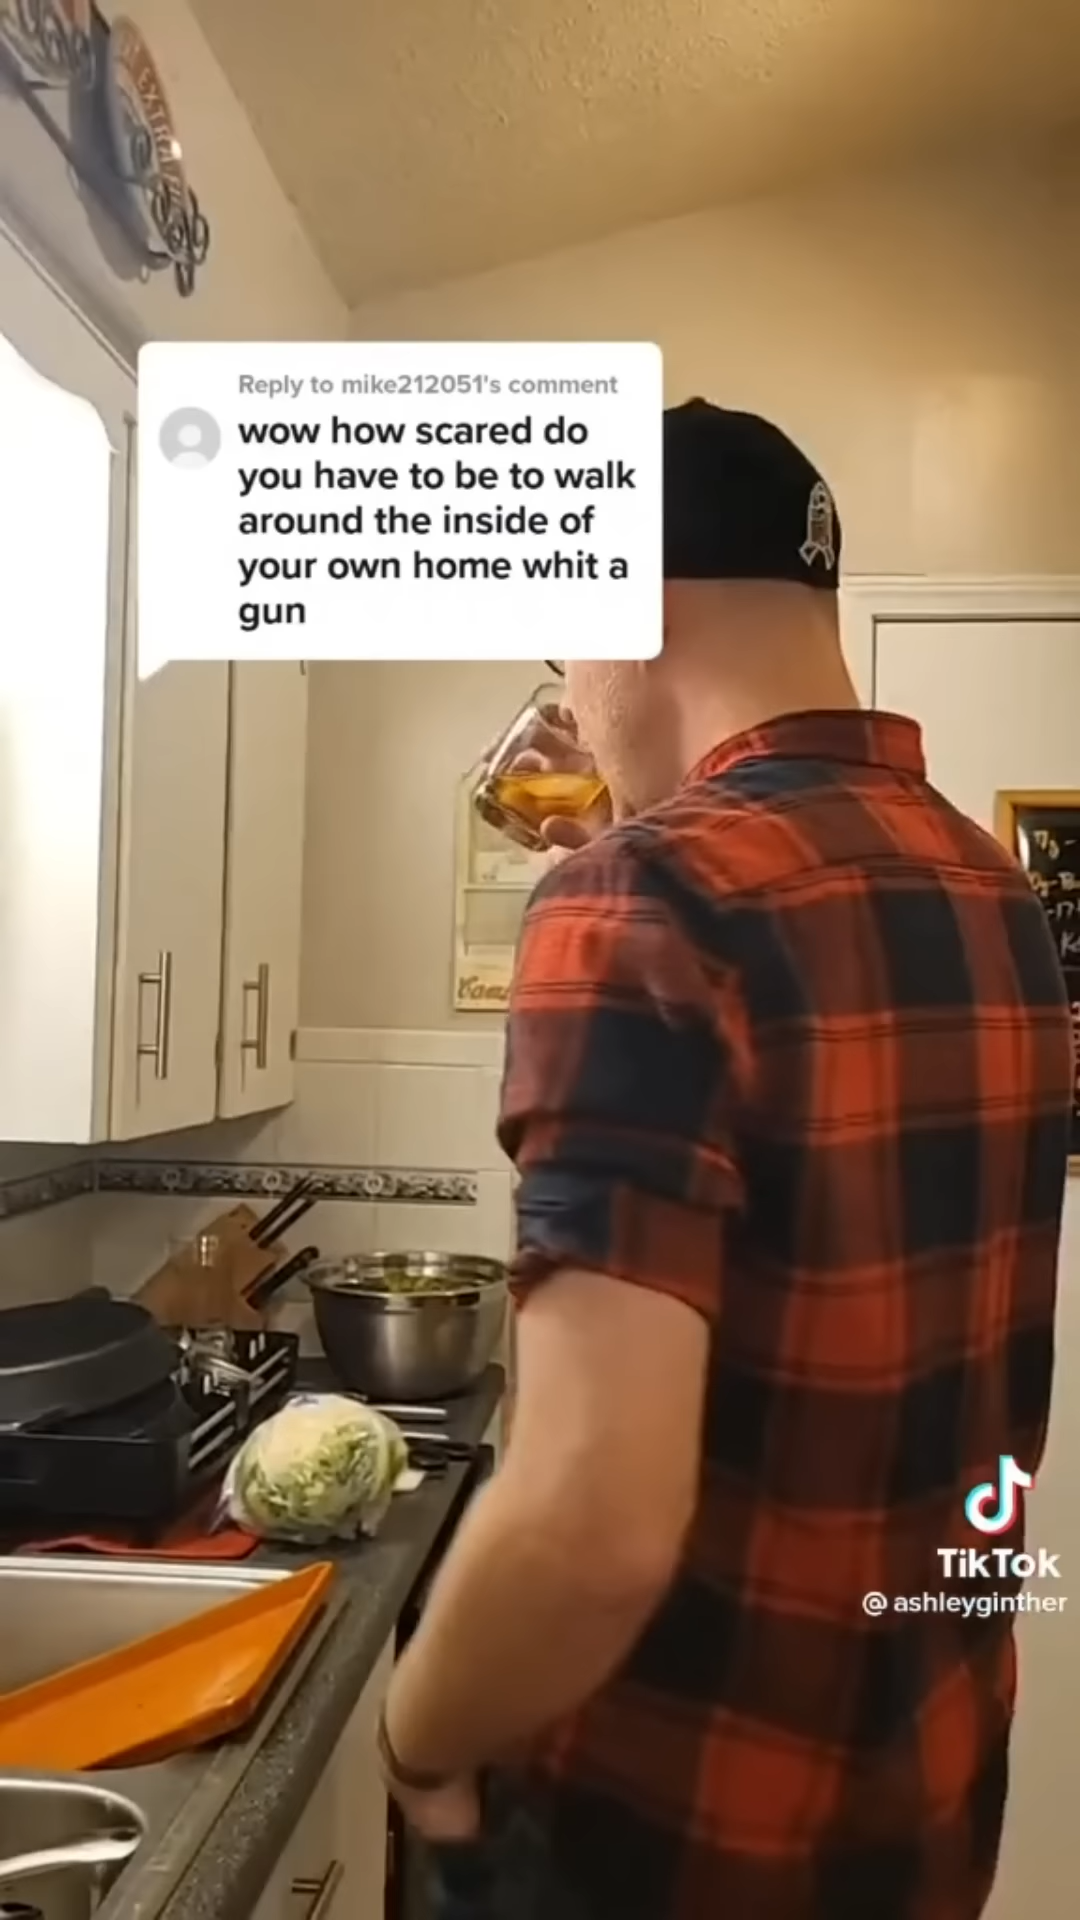 EXTRA
Reply to mike212051's comment
wow how scared do
you have to be to walk
around the inside of
your own home whit a
gun
TikTok
@ashleyginther